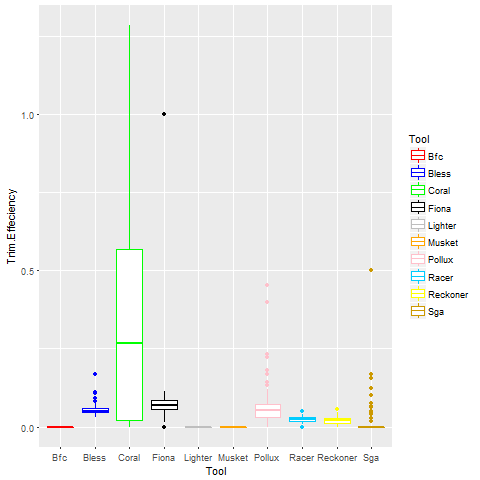 Trim Effeciency
1.0
0.5
0.0
Bfc Bless Coral Fiona Lighter Musket Pollux Racer Reckoner Sga
Tool
Tool
Bfc
Bless
Coral
Fiona
Lighter
Musket
Pollux
Racer
Reckoner
Sga